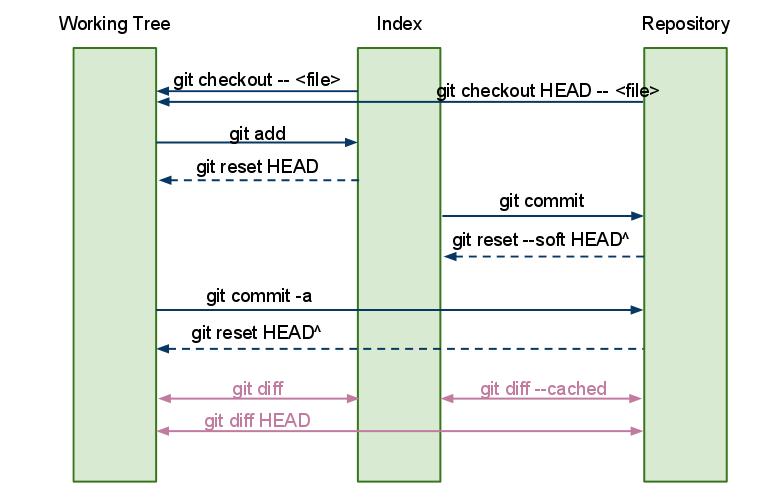 Working Tree
Index
Repository
git checkout -- <file>
git checkout HEAD -- <file>
git add
git reset HEAD
git commit
git reset --soft HEAD^
git commit -a
git reset HEAD^
git diff
git diff --cached
git diff HEAD